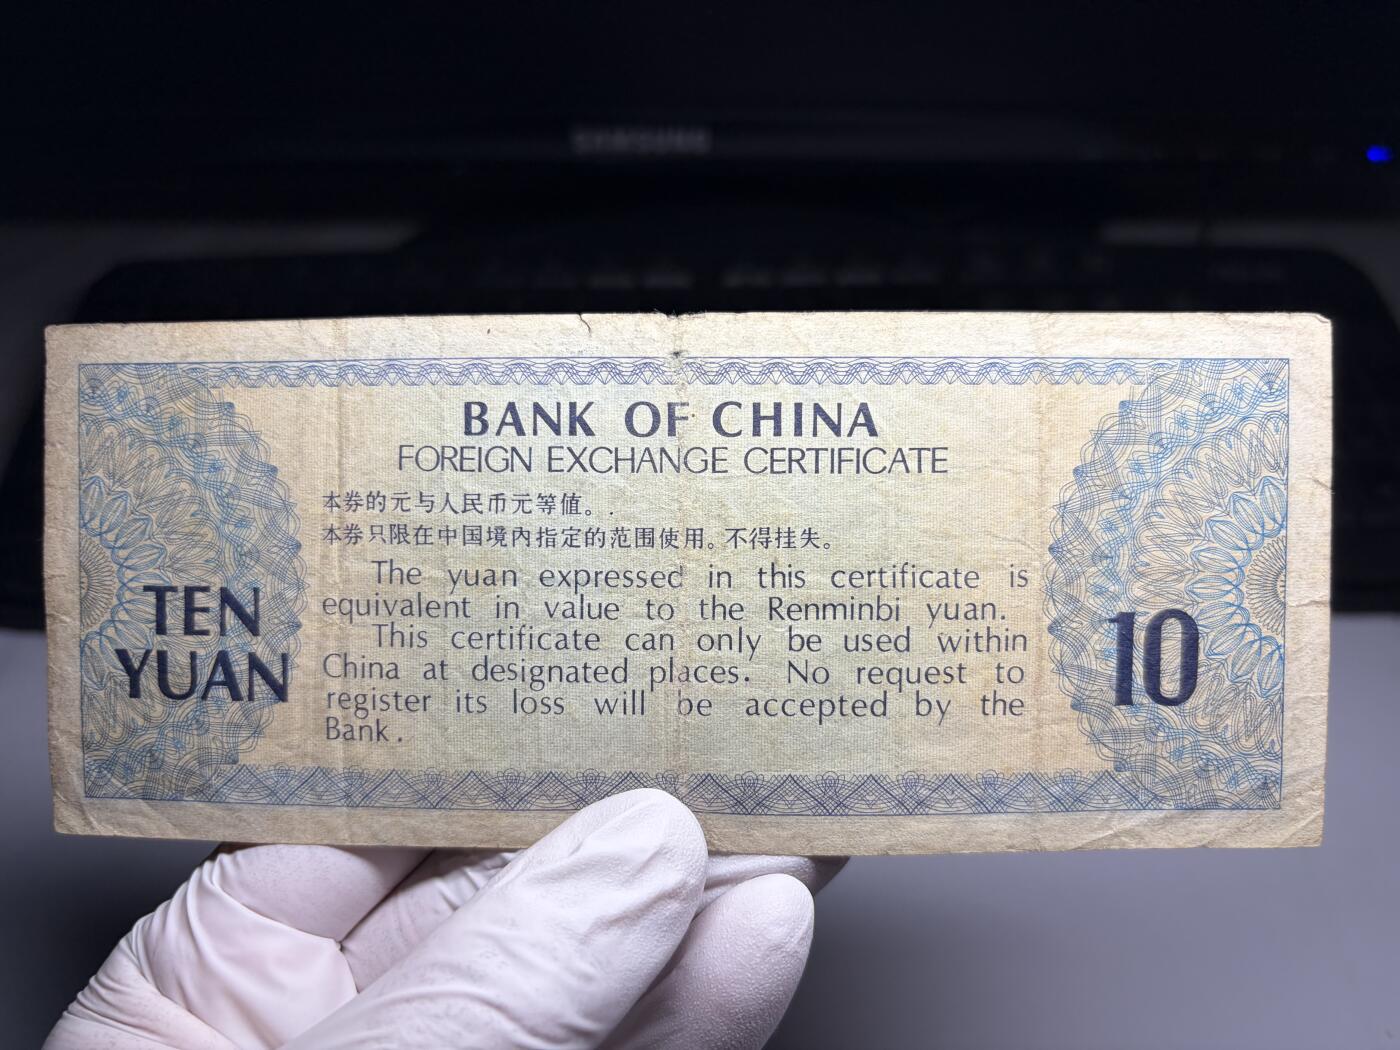 SAMSUNG
BANK OF CHINA
FOREIGN EXCHANGE CERTIFICATE
本券的元与人民币元等值。
本券只限在中国境内指定的范围使用。不得挂失。
The yuan expressed in this certificate is
equivalent in value to the Renminbi yuan.
This certificate can only be used within
China at designated places. No request to
register its loss will be accepted by the
Bank.
TEN
YUAN
10